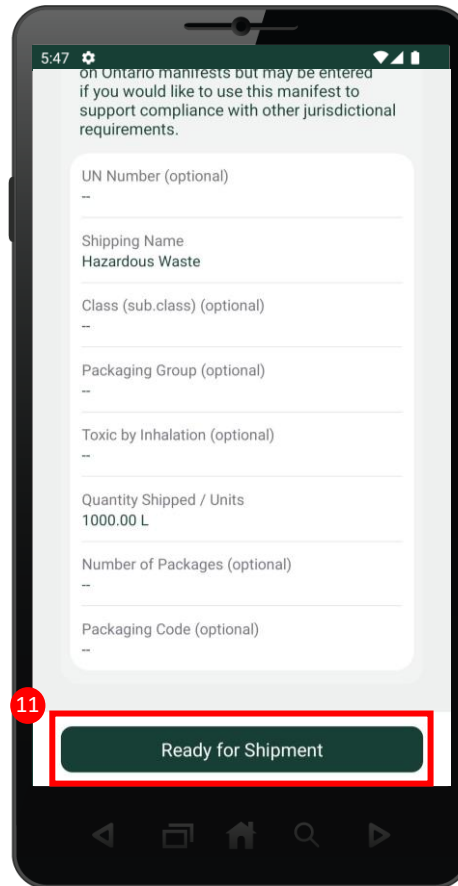 5:47
on Ontario manifests but may be entered
if you would like to use this manifest to
support compliance with other jurisdictional
requirements.
UN Number (optional)
--
Shipping Name
Hazardous Waste
Class (sub.class) (optional)
--
Packaging Group (optional)
--
Toxic by Inhalation (optional)
--
Quantity Shipped / Units
1000.00 L
Number of Packages (optional)
--
Packaging Code (optional)
--
11
Ready for Shipment